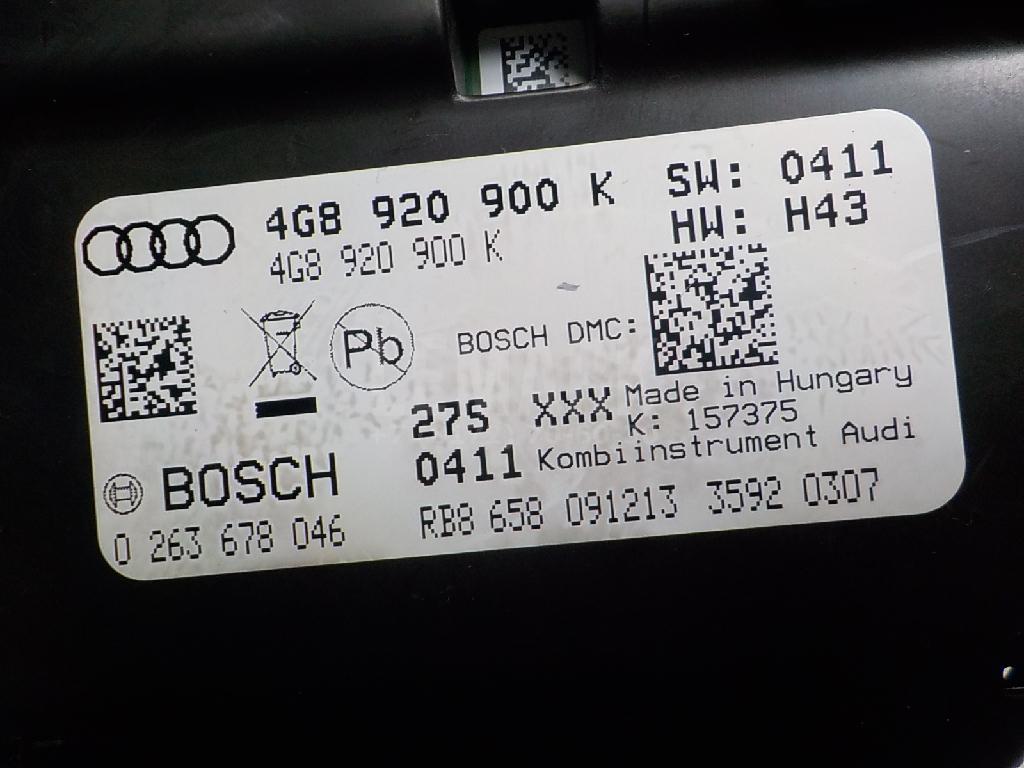 4G8 920 900 K
4G8 920 900 K
SW: 0411
HW: H43
Pb
BOSCH DMC:
27S XXX
0411
Made in Hungary
K: 157375
Kombiinstrument Audi
BOSCH
0 263 678 046
RB8 658 091213 3592 0307